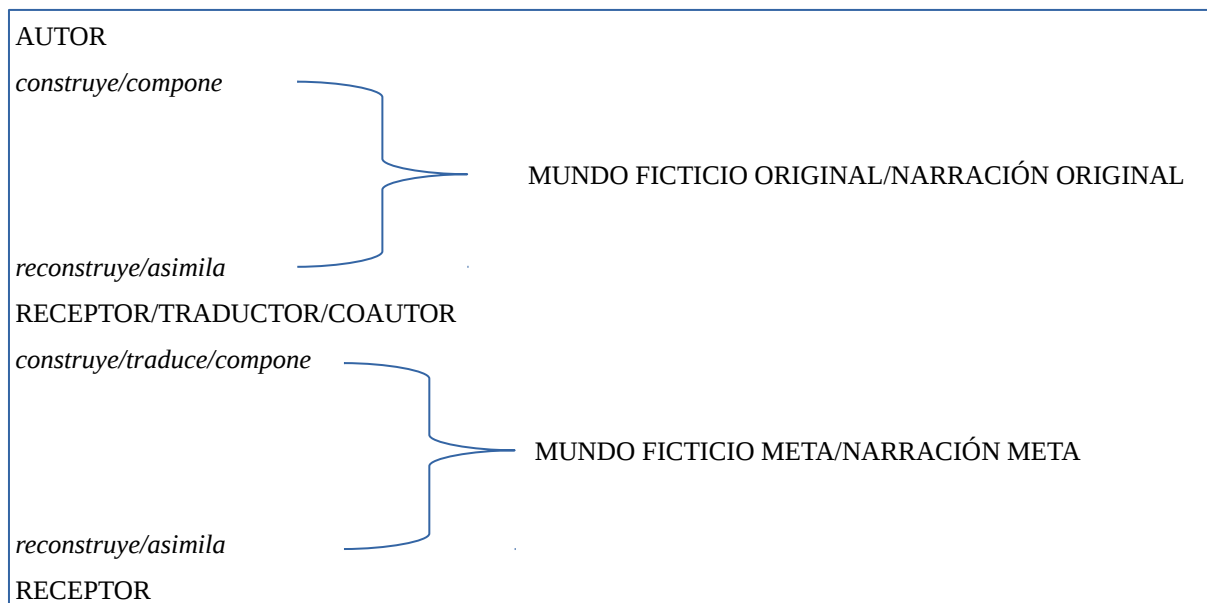 AUTOR
construye/compone
MUNDO FICTICIO ORIGINAL/NARRACIÓN ORIGINAL
reconstruye/asimila
RECEPTOR/TRADUCTOR/COAUTOR
construye/traduce/compone
MUNDO FICTICIO META/NARRACIÓN META
reconstruye/asimila
RECEPTOR